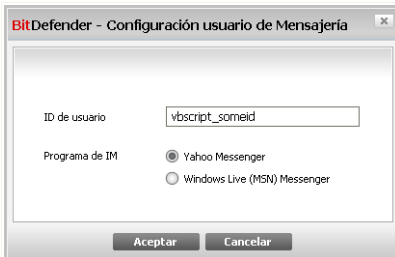 BitDefender - Configuración usuario de Mensajería
ID de usuario vbscript_someid
Programa de IM Yahoo Messenger
Windows Live (MSN) Messenger
Aceptar Cancelar